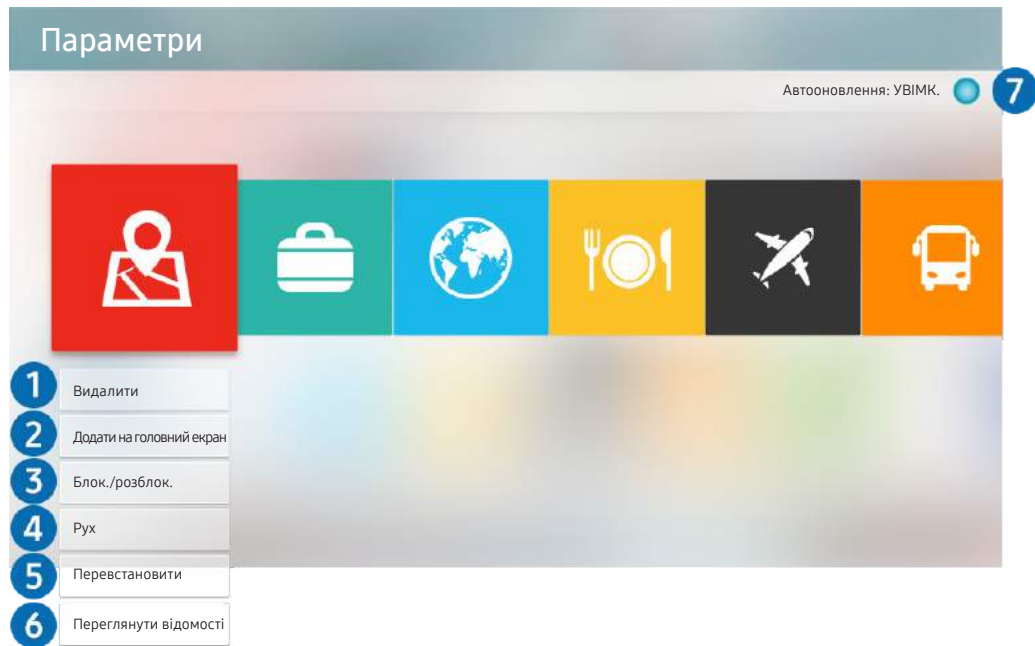 Параметри
Автооновлення: УВІМК.
7
1
Видалити
2
Додати на головний екран
3
Блок./розблок.
4
Рух
5
Перевстановити
6
Переглянути відомості